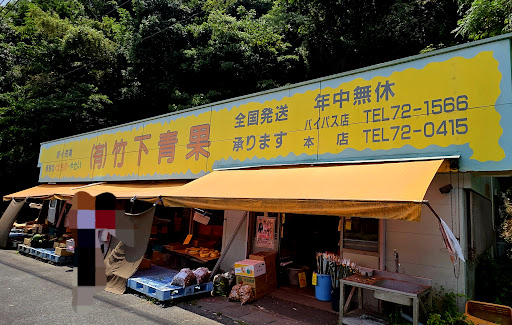 (有)竹下青果
全国発送
承ります
年中無休
バイパス店 TEL72-1566
本店 TEL72-0415